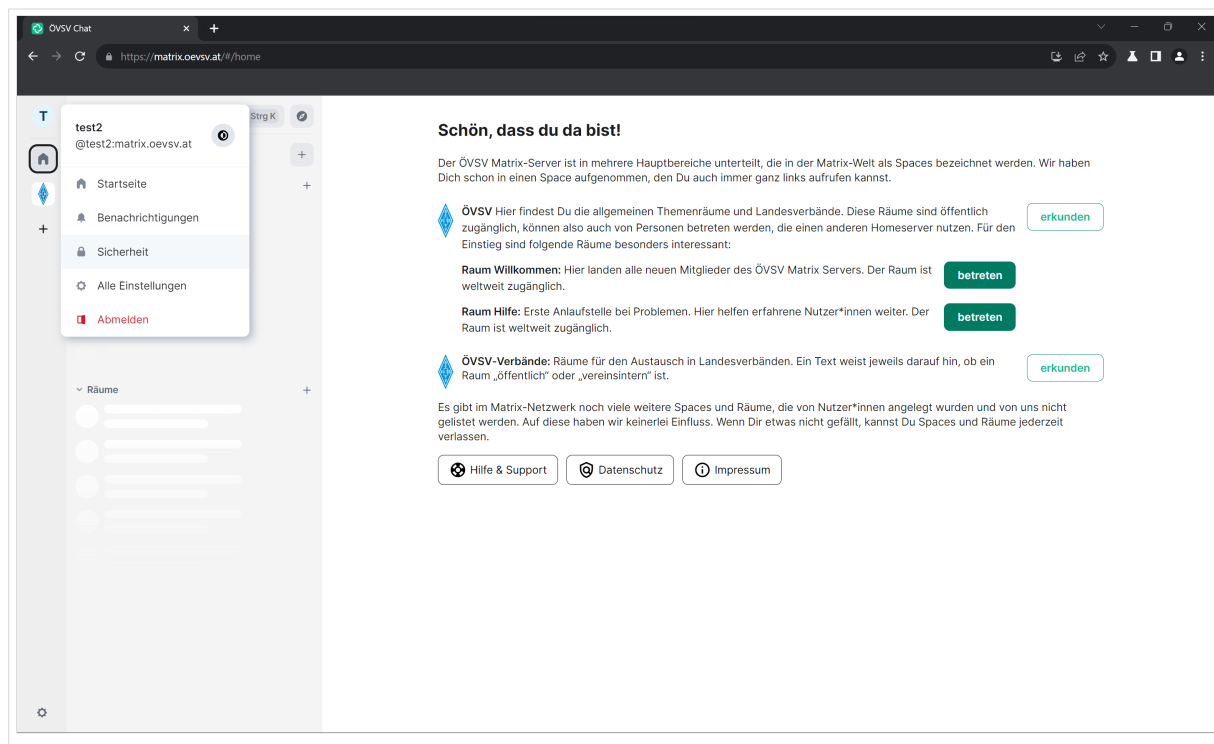 ÖVSV Chat
https://matrix.oevsv.at/#/home
T
test2
@test2:matrix.oevsv.at
Strg K
Startseite
Benachrichtigungen
Sicherheit
Alle Einstellungen
Abmelden
Räume
Schön, dass du da bist!
Der ÖVSV Matrix-Server ist in mehrere Hauptbereiche unterteilt, die in der Matrix-Welt als Spaces bezeichnet werden. Wir haben
Dich schon in einen Space aufgenommen, den Du auch immer ganz links aufrufen kannst.
ÖVSV Hier findest Du die allgemeinen Themenräume und Landesverbände. Diese Räume sind öffentlich
zugänglich, können also auch von Personen betreten werden, die einen anderen Homeserver nutzen. Für den
Einstieg sind folgende Räume besonders interessant:
erkunden
Raum Willkommen: Hier landen alle neuen Mitglieder des ÖVSV Matrix Servers. Der Raum ist
weltweit zugänglich.
betreten
Raum Hilfe: Erste Anlaufstelle bei Problemen. Hier helfen erfahrene Nutzer*innen weiter. Der
Raum ist weltweit zugänglich.
betreten
ÖVSV-Verbände: Räume für den Austausch in Landesverbänden. Ein Text weist jeweils darauf hin, ob ein
Raum „öffentlich“ oder „vereinsintern“ ist.
erkunden
Es gibt im Matrix-Netzwerk noch viele weitere Spaces und Räume, die von Nutzer*innen angelegt wurden und von uns nicht
gelistet werden. Auf diese haben wir keinerlei Einfluss. Wenn Dir etwas nicht gefällt, kannst Du Spaces und Räume jederzeit
verlassen.
Hilfe & Support
Datenschutz
Impressum